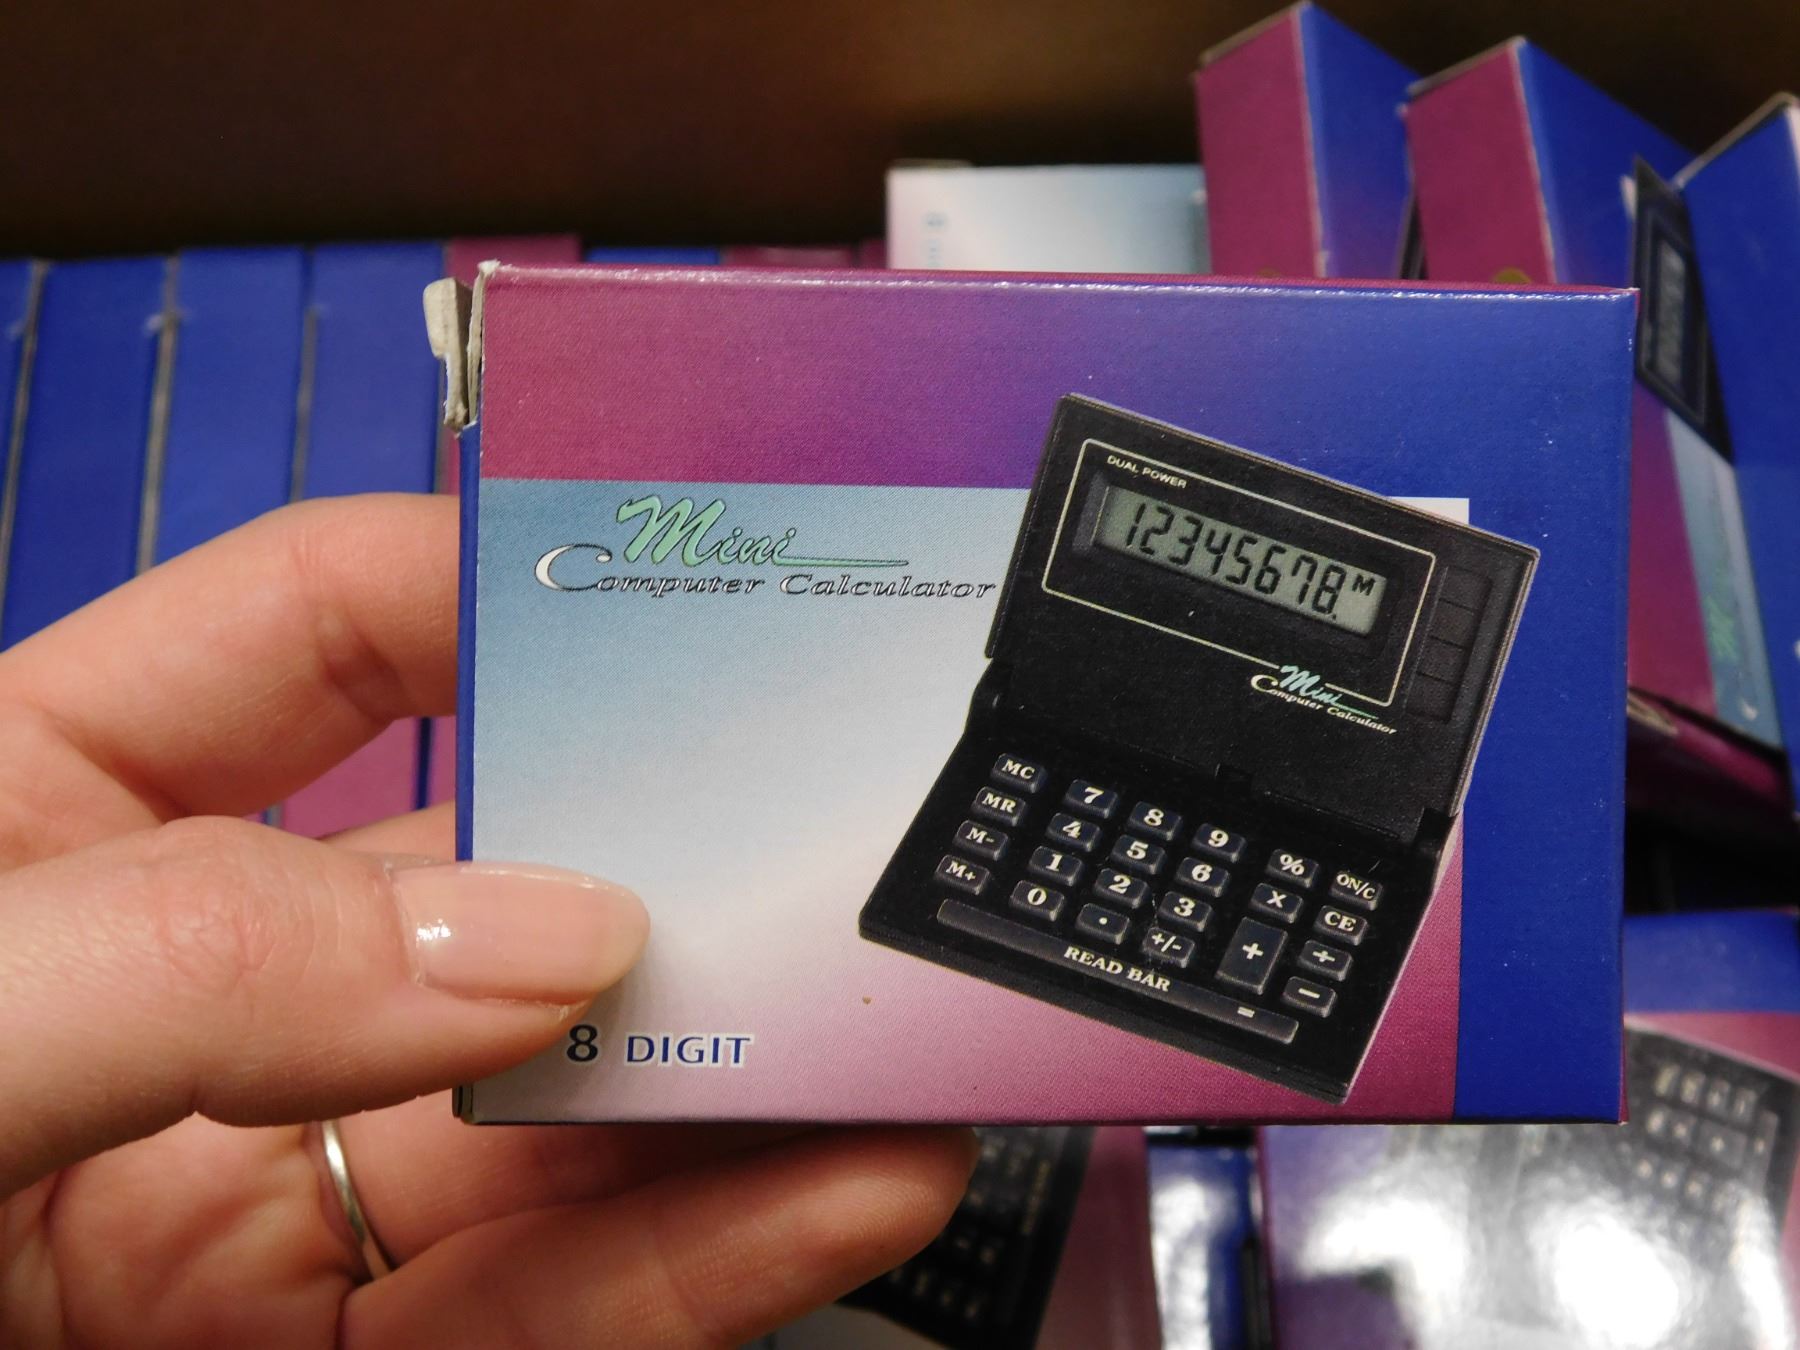 Mini
Computer Calculator
8 DIGIT
DUAL POWER
12345678. M
Mini
Computer Calculator
MC 7 8 9 % ON/C
MR 4 5 6 X CE
M- 1 2 3 + ÷
M+ 0 . +/- −
READ BAR =